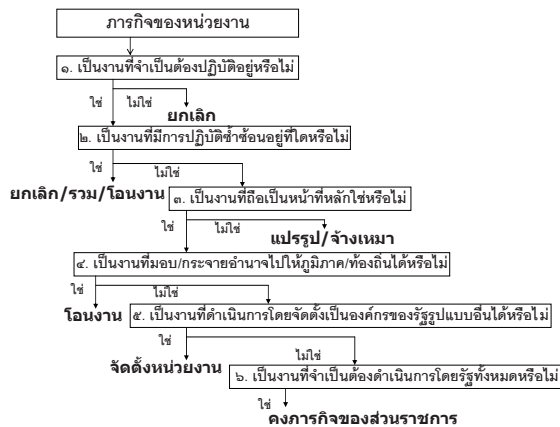 ภารกิจของหน่วยงาน
๑. เป็นงานที่จำเป็นต้องปฏิบัติอยู่หรือไม่
ใช่ ไม่ใช่
ยกเลิก
๒. เป็นงานที่มีการปฏิบัติซ้ำซ้อนอยู่ที่ใดหรือไม่
ใช่ ไม่ใช่
ยกเลิก/รวม/โอนงาน ๓. เป็นงานที่ถือเป็นหน้าที่หลักใช่หรือไม่
ใช่ ไม่ใช่
แปรรูป/จ้างเหมา
๔. เป็นงานที่มอบ/กระจายอำนาจไปให้ภูมิภาค/ท้องถิ่นได้หรือไม่
ใช่ ไม่ใช่
โอนงาน ๕. เป็นงานที่ดำเนินการโดยจัดตั้งเป็นองค์กรของรัฐรูปแบบอื่นได้หรือไม่
ใช่ ไม่ใช่
จัดตั้งหน่วยงาน ๖. เป็นงานที่จำเป็นต้องดำเนินการโดยรัฐทั้งหมดหรือไม่
ใช่
คงภารกิจของส่วนราชการ